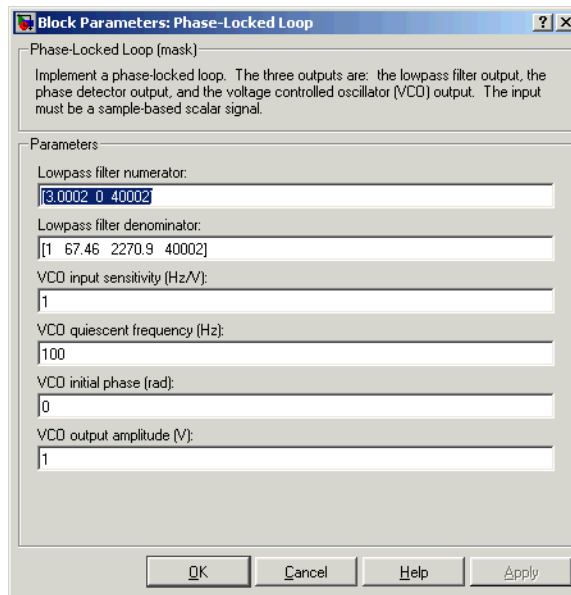 Block Parameters: Phase-Locked Loop
Phase-Locked Loop (mask)
Implement a phase-locked loop. The three outputs are: the lowpass filter output, the
phase detector output, and the voltage controlled oscillator (VCO) output. The input
must be a sample-based scalar signal.
Parameters
Lowpass filter numerator:
[3.0002 0 40002]
Lowpass filter denominator:
[1 67.46 2270.9 40002]
VCO input sensitivity (Hz/V):
1
VCO quiescent frequency (Hz):
100
VCO initial phase (rad):
0
VCO output amplitude (V):
1
OK Cancel Help Apply